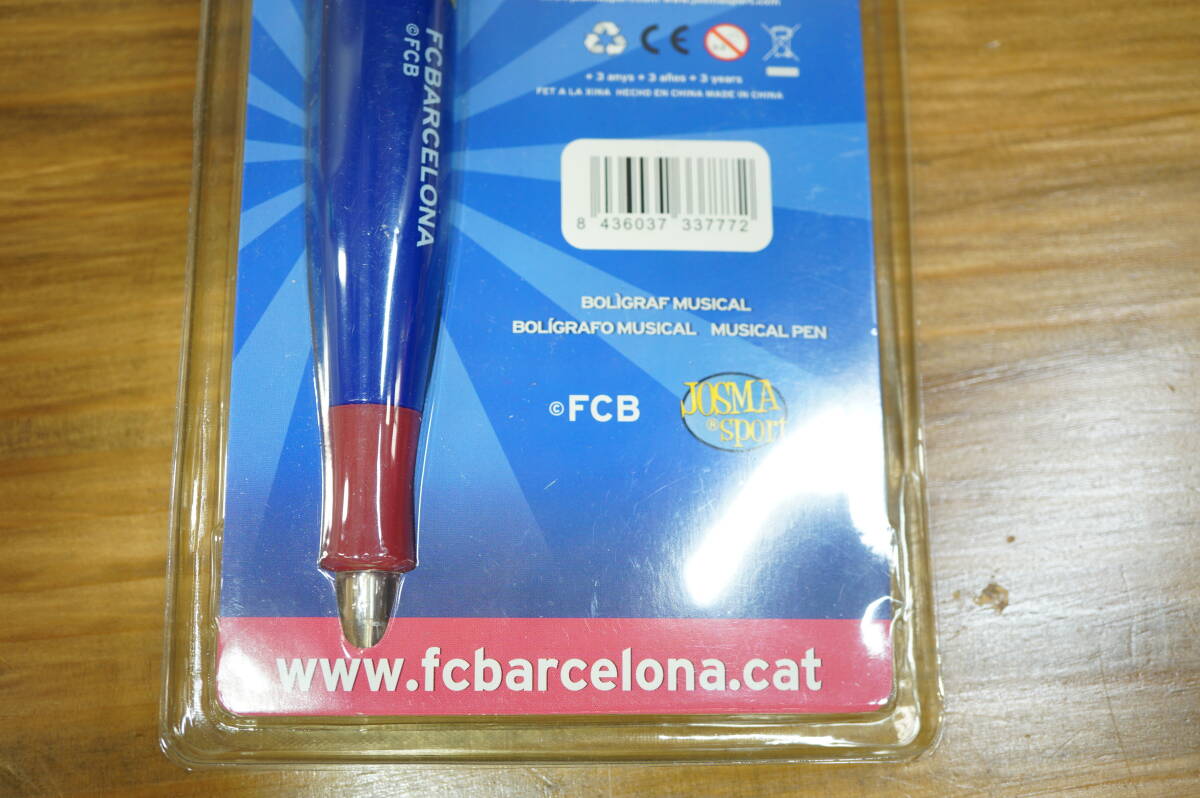 FCBARCELONA
©FCB
+ 3 anys + 3 años + 3 years
FET A LA XINA HECHO EN CHINA MADE IN CHINA
8 436037 337772
BOLÌGRAF MUSICAL
BOLÍGRAFO MUSICAL MUSICAL PEN
©FCB
JOSMA
®sport
www.fcbarcelona.cat